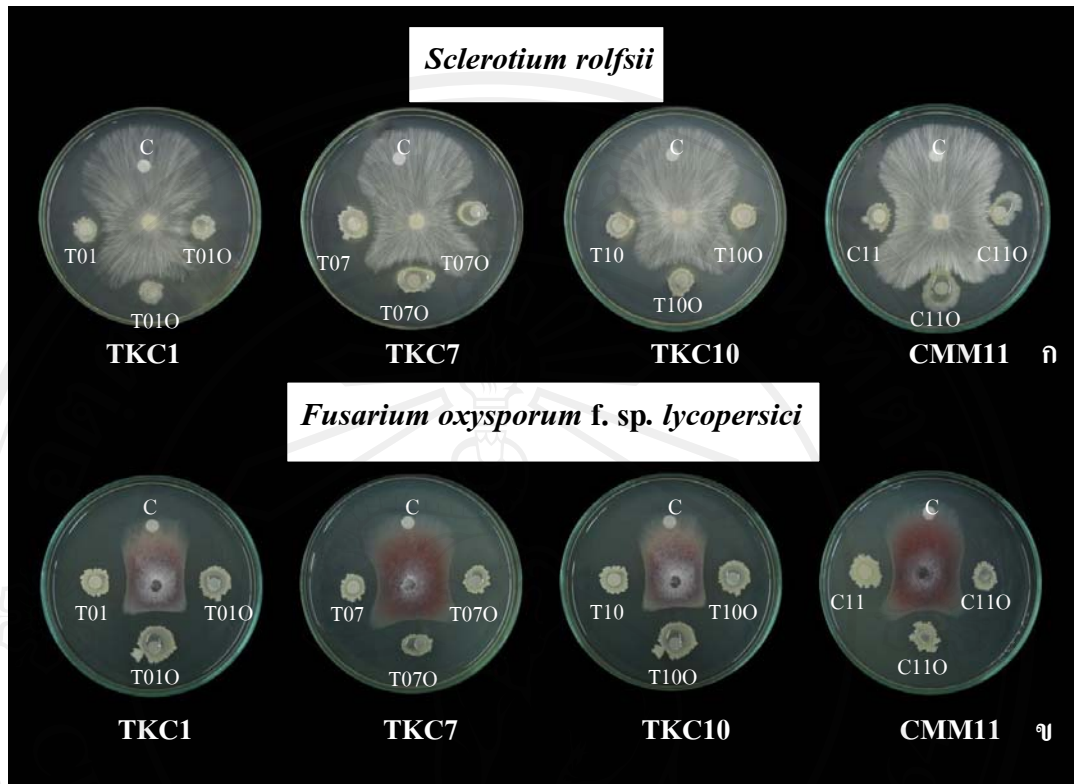 Sclerotium rolfsii
C C C C
T01 T01O T07 T07O T10 T10O C11 C11O
T01O T07O T10O C11O
TKC1 TKC7 TKC10 CMM11 ก
Fusarium oxysporum f. sp. lycopersici
C C C C
T01 T01O T07 T07O T10 T10O C11 C11O
T01O T07O T10O C11O
TKC1 TKC7 TKC10 CMM11 ข